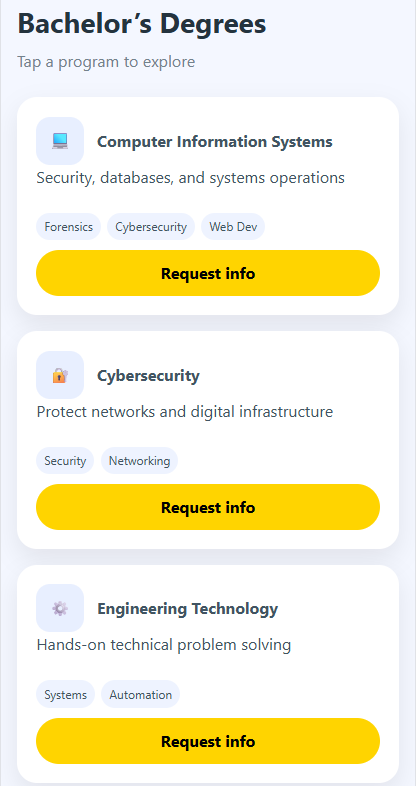 Bachelor’s Degrees
Tap a program to explore
Computer Information Systems
Security, databases, and systems operations
Forensics Cybersecurity Web Dev
Request info
Cybersecurity
Protect networks and digital infrastructure
Security Networking
Request info
Engineering Technology
Hands-on technical problem solving
Systems Automation
Request info